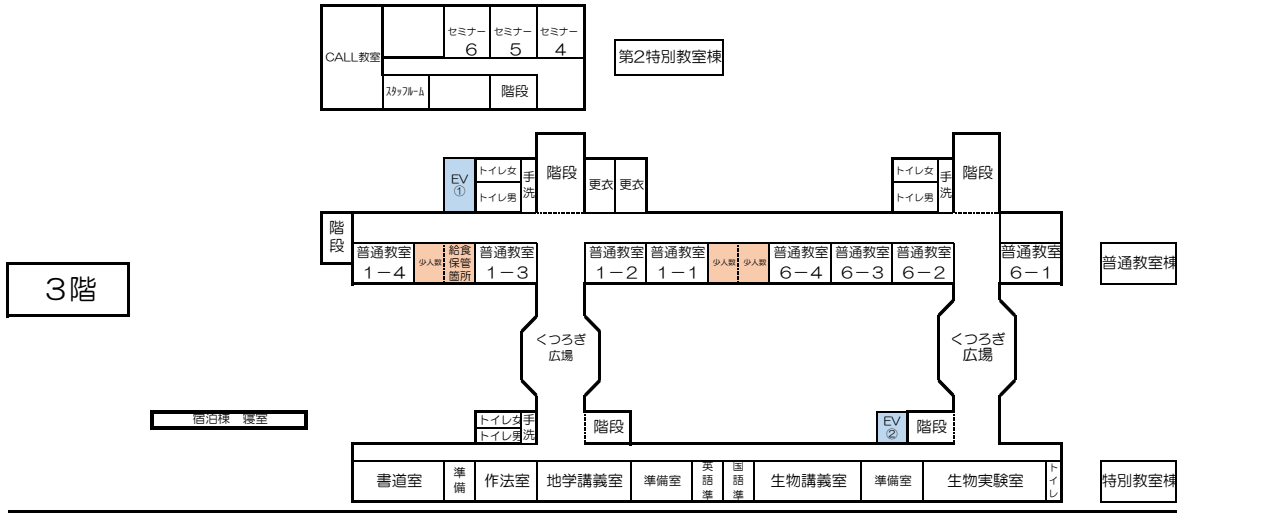 セミナー
6
セミナー
5
セミナー
4
CALL教室
スタッフルーム
階段
第2特別教室棟
EV
①
トイレ女
トイレ男
手
洗
階段
更衣
更衣
トイレ女
トイレ男
手
洗
階段
階
段
普通教室
1－4
少人数
給食
保管
箇所
普通教室
1－3
普通教室
1－2
普通教室
1－1
少人数
少人数
普通教室
6－4
普通教室
6－3
普通教室
6－2
普通教室
6－1
普通教室棟
3階
くつろぎ
広場
くつろぎ
広場
宿泊棟　寝室
トイレ女
トイレ男
手
洗
階段
EV
②
階段
書道室
準
備
作法室
地学講義室
準備室
英
語
準
国
語
準
生物講義室
準備室
生物実験室
ト
イ
レ
特別教室棟